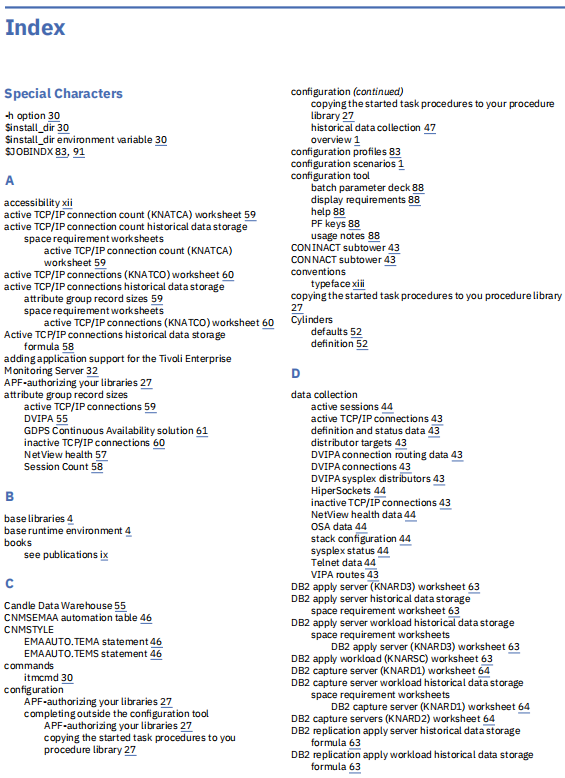 Index
Special Characters
-h option 30
$install_dir 30
$install_dir environment variable 30
$JOBINDX 83, 91
A
accessibility xii
active TCP/IP connection count (KNATCA) worksheet 59
active TCP/IP connection count historical data storage
space requirement worksheets
active TCP/IP connection count (KNATCA)
worksheet 59
active TCP/IP connections (KNATCO) worksheet 60
active TCP/IP connections historical data storage
attribute group record sizes 59
space requirement worksheets
active TCP/IP connections (KNATCO) worksheet 60
Active TCP/IP connections historical data storage
formula 58
adding application support for the Tivoli Enterprise
Monitoring Server 32
APF-authorizing your libraries 27
attribute group record sizes
active TCP/IP connections 59
DVIPA 55
GDPS Continuous Availability solution 61
inactive TCP/IP connections 60
NetView health 57
Session Count 58
B
base libraries 4
base runtime environment 4
books
see publications ix
C
Candle Data Warehouse 55
CNMSEMAA automation table 46
CNMSTYLE
EMAAUTO.TEMA statement 46
EMAAUTO.TEMS statement 46
commands
itmcmd 30
configuration
APF-authorizing your libraries 27
completing outside the configuration tool
APF-authorizing your libraries 27
copying the started task procedures to you
procedure library 27
configuration (continued)
copying the started task procedures to your procedure
library 27
historical data collection 47
overview 1
configuration profiles 83
configuration scenarios 1
configuration tool
batch parameter deck 88
display requirements 88
help 88
PF keys 88
usage notes 88
CONINACT subtower 43
CONNACT subtower 43
conventions
typeface xiii
copying the started task procedures to you procedure library
27
Cylinders
defaults 52
definition 52
D
data collection
active sessions 44
active TCP/IP connections 43
definition and status data 43
distributor targets 43
DVIPA connection routing data 43
DVIPA connections 43
DVIPA sysplex distributors 43
HiperSockets 44
inactive TCP/IP connections 43
NetView health data 44
OSA data 44
stack configuration 44
sysplex status 44
Telnet data 44
VIPA routes 43
DB2 apply server (KNARD3) worksheet 63
DB2 apply server historical data storage
space requirement worksheet 63
DB2 apply server workload historical data storage
space requirement worksheets
DB2 apply server (KNARD3) worksheet 63
DB2 apply workload (KNARSC) worksheet 63
DB2 capture server (KNARD1) worksheet 64
DB2 capture server workload historical data storage
space requirement worksheets
DB2 capture server (KNARD1) worksheet 64
DB2 capture servers (KNARD2) worksheet 64
DB2 replication apply server historical data storage
formula 63
DB2 replication apply workload historical data storage
formula 63